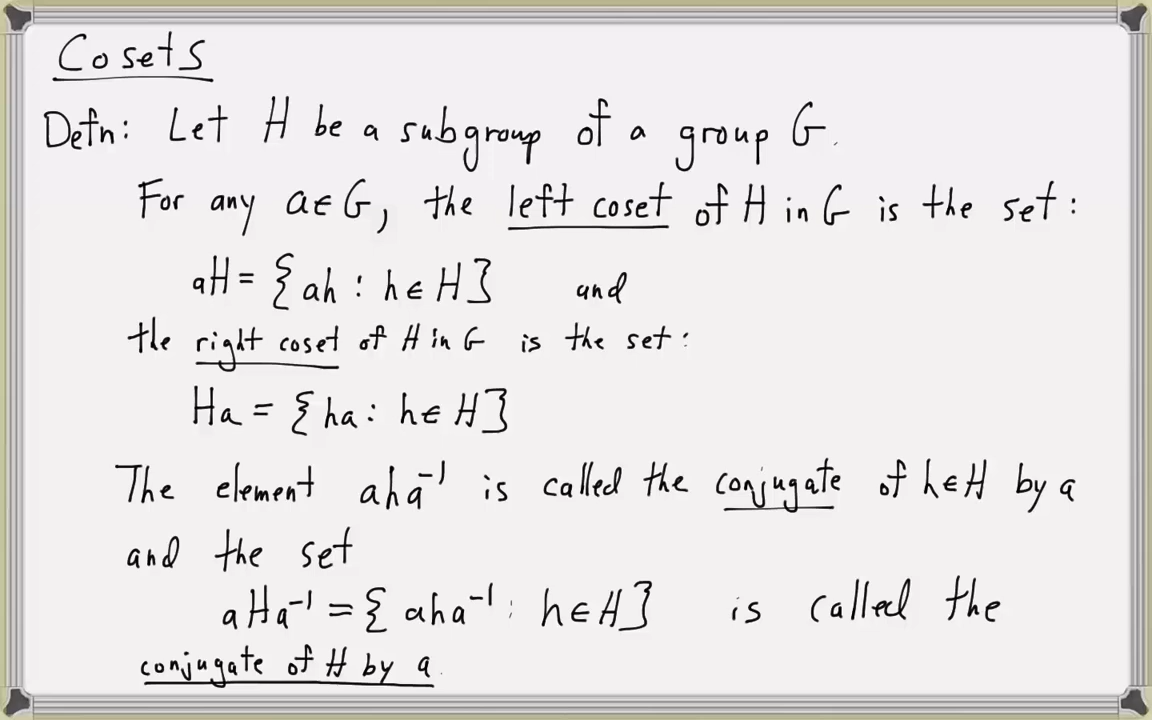 Cosets
Defn: Let H be a subgroup of a group G.
For any a∈G, the left coset of H in G is the set:
aH = {ah : h∈H} and
the right coset of H in G is the set:
Ha = {ha : h∈H}
The element aha⁻¹ is called the conjugate of h∈H by a
and the set
aHa⁻¹ = {aha⁻¹ : h∈H} is called the
conjugate of H by a.